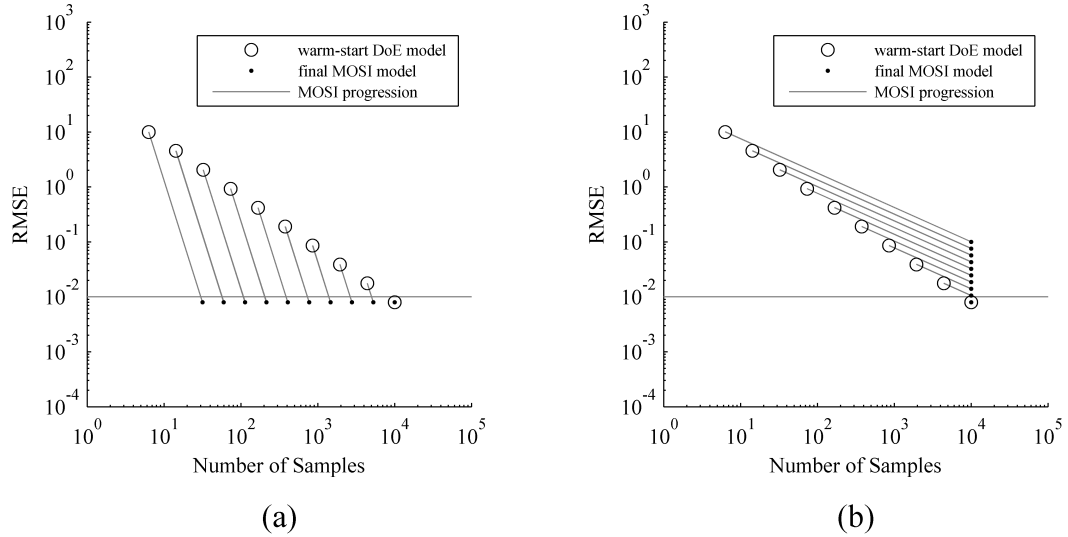 10^3
10^2
10^1
10^0
10^-1
10^-2
10^-3
10^-4
RMSE
warm-start DoE model
final MOSI model
MOSI progression
10^0
10^1
10^2
10^3
10^4
10^5
Number of Samples
(a)
10^3
10^2
10^1
10^0
10^-1
10^-2
10^-3
10^-4
RMSE
warm-start DoE model
final MOSI model
MOSI progression
10^0
10^1
10^2
10^3
10^4
10^5
Number of Samples
(b)